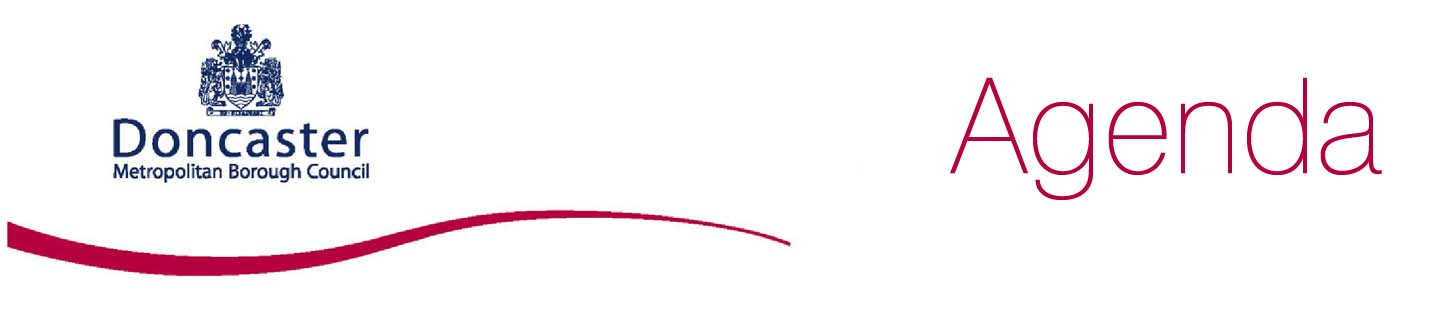 Doncaster
Metropolitan Borough Council
Agenda